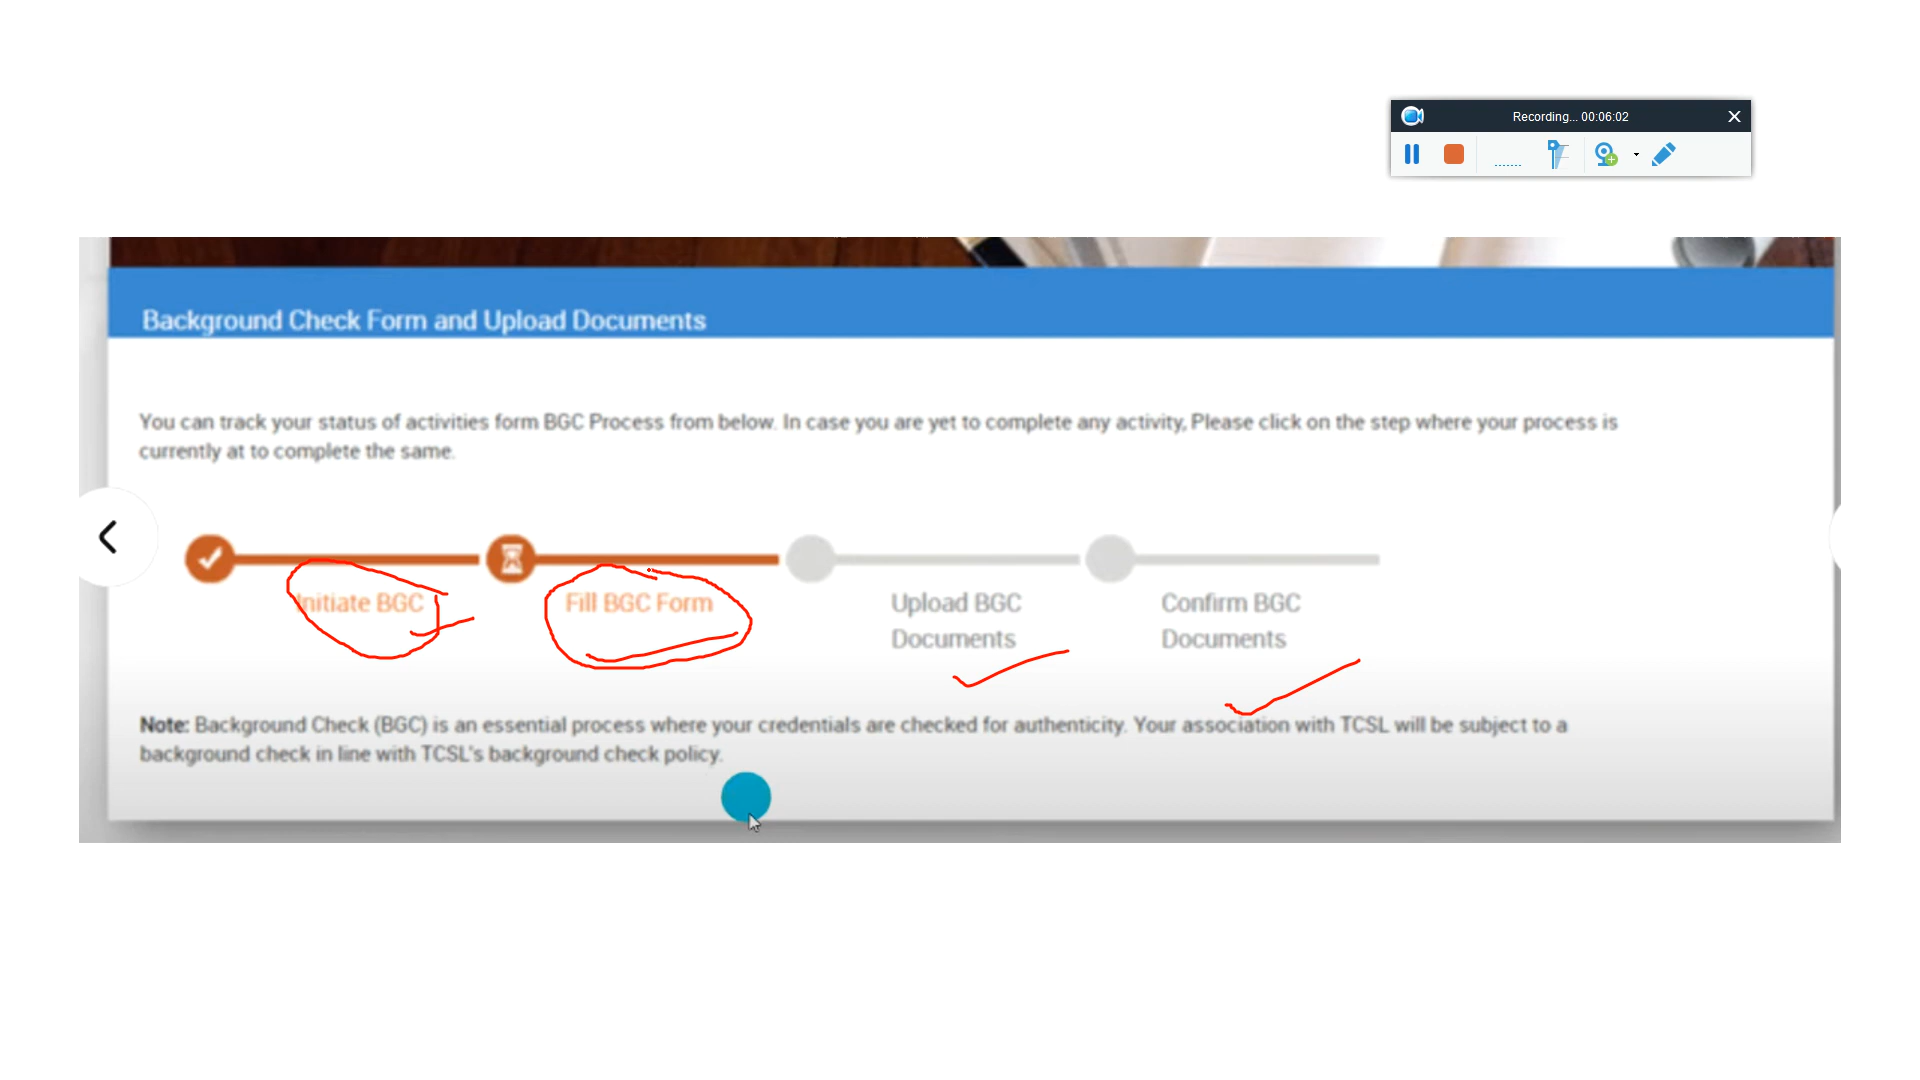 Recording... 00:06:02
Background Check Form and Upload Documents
You can track your status of activities form BGC Process from below. In case you are yet to complete any activity, Please click on the step where your process is
currently at to complete the same.
Initiate BGC
Fill BGC Form
Upload BGC
Documents
Confirm BGC
Documents
Note: Background Check (BGC) is an essential process where your credentials are checked for authenticity. Your association with TCSL will be subject to a
background check in line with TCSL's background check policy.